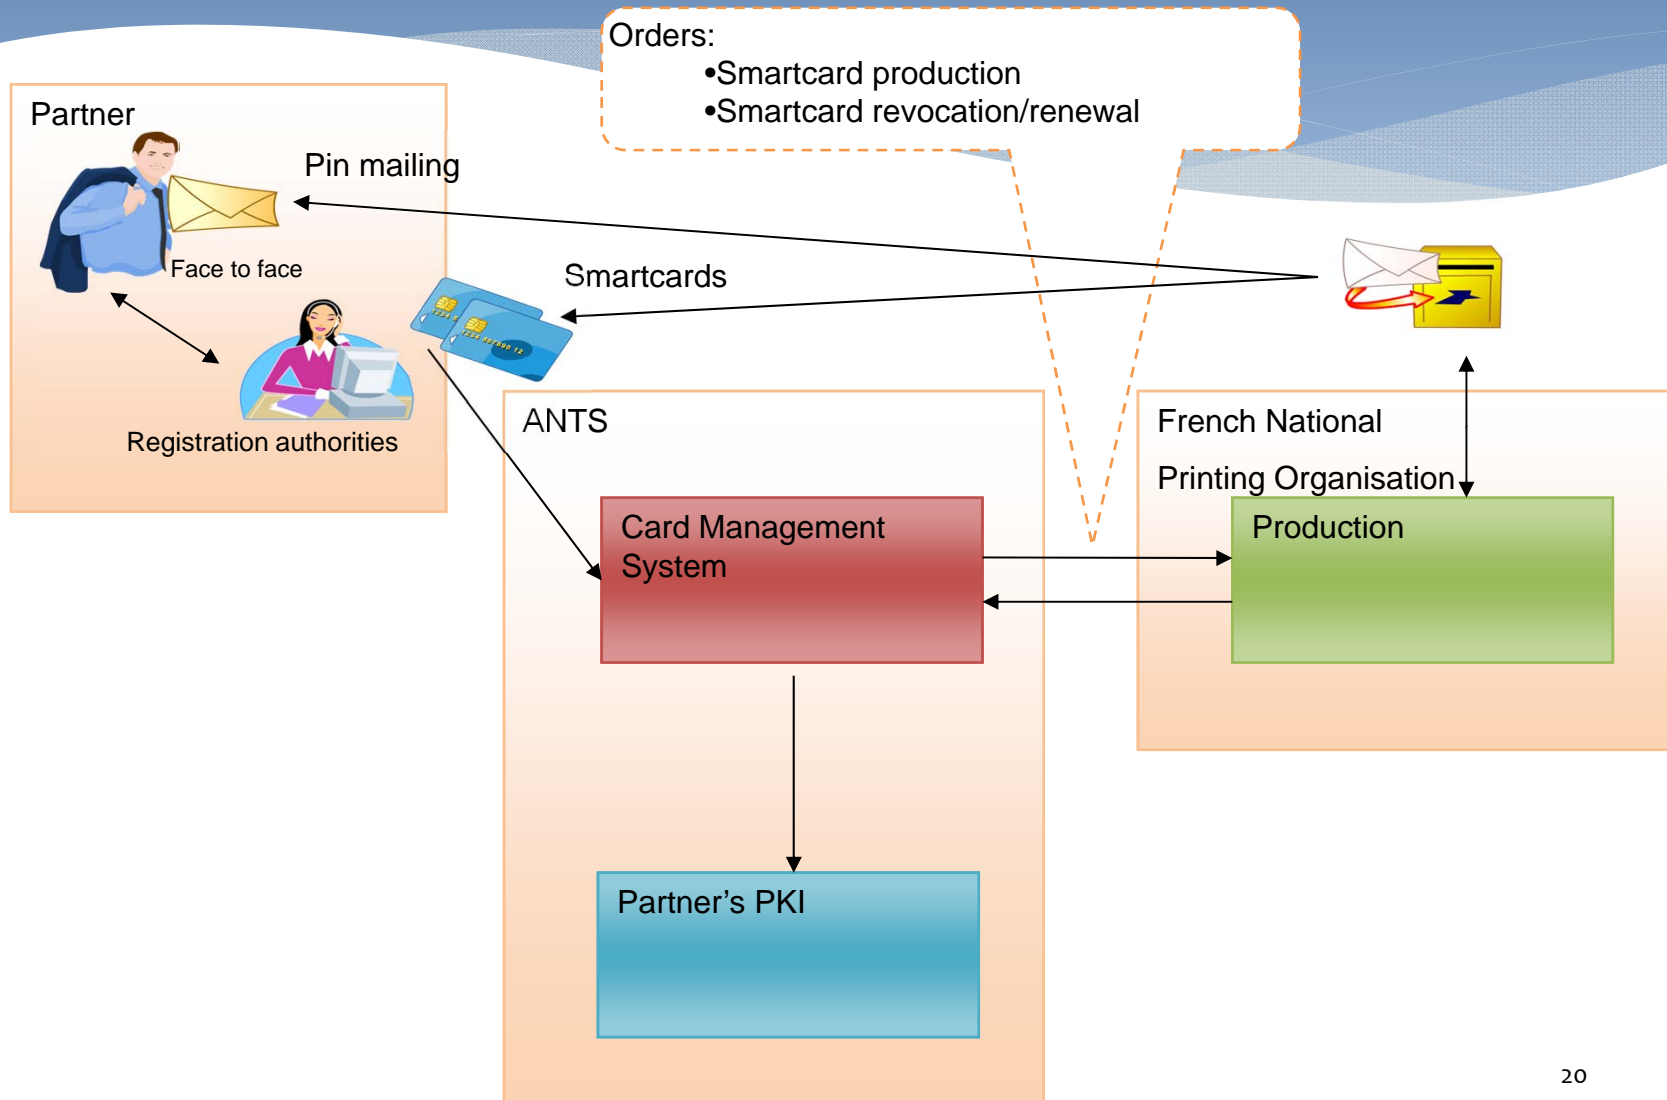 Orders:
•Smartcard production
•Smartcard revocation/renewal
Partner
Pin mailing
Face to face
Smartcards
Registration authorities
ANTS
French National
Printing Organisation
Card Management
System
Production
Partner’s PKI
20